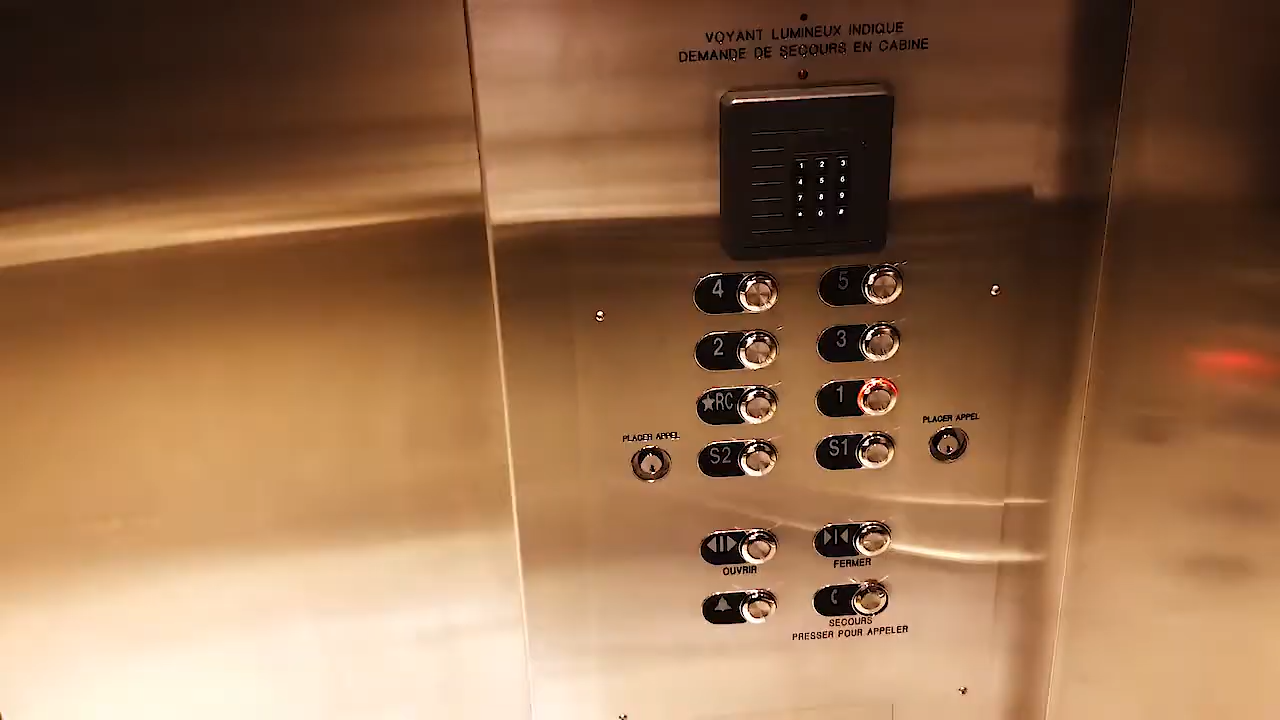 VOYANT LUMINEUX INDIQUE
DEMANDE DE SECOURS EN CABINE
1 2 3
4 5 6
7 8 9
* 0 #
4 5
2 3
★RC 1
PLACER APPEL S2 S1 PLACER APPEL
OUVRIR FERMER
SECOURS
PRESSER POUR APPELER